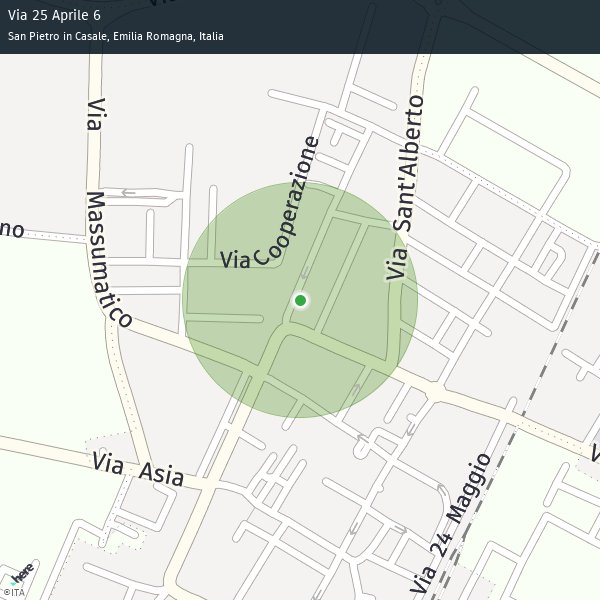 Via 25 Aprile 6
San Pietro in Casale, Emilia Romagna, Italia
Via
Massumatico
Via Cooperazione
Via Sant'Alberto
no
Via Asia
Via 24 Maggio
here
©ITA